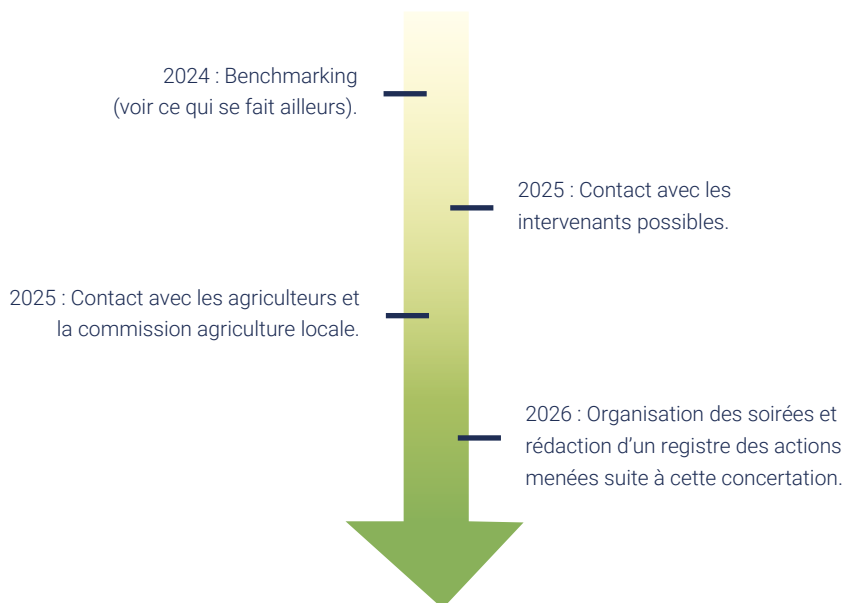 2024 : Benchmarking
(voir ce qui se fait ailleurs).
2025 : Contact avec les
intervenants possibles.
2025 : Contact avec les agriculteurs et
la commission agriculture locale.
2026 : Organisation des soirées et
rédaction d’un registre des actions
menées suite à cette concertation.